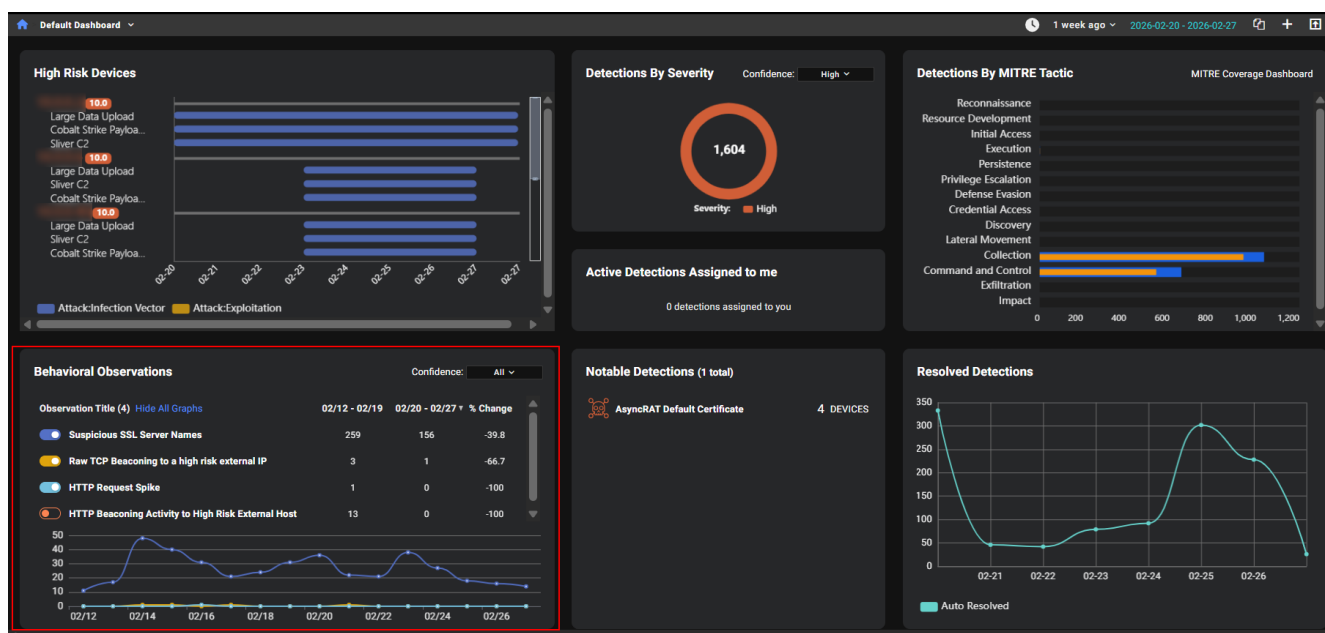 Default Dashboard
1 week ago
2026-02-20 - 2026-02-27
High Risk Devices
10.0
Large Data Upload
Cobalt Strike Payloa...
Sliver C2
10.0
Large Data Upload
Sliver C2
Cobalt Strike Payloa...
10.0
Large Data Upload
Sliver C2
Cobalt Strike Payloa...
02-20 02-21 02-22 02-23 02-24 02-25 02-26 02-27 02-27
Attack:Infection Vector Attack:Exploitation
Detections By Severity Confidence: High
1,604
Severity: High
Active Detections Assigned to me
0 detections assigned to you
Detections By MITRE Tactic MITRE Coverage Dashboard
Reconnaissance
Resource Development
Initial Access
Execution
Persistence
Privilege Escalation
Defense Evasion
Credential Access
Discovery
Lateral Movement
Collection
Command and Control
Exfiltration
Impact
0 200 400 600 800 1,000 1,200
Behavioral Observations Confidence: All
Observation Title (4) Hide All Graphs 02/12 - 02/19 02/20 - 02/27 % Change
Suspicious SSL Server Names 259 156 -39.8
Raw TCP Beaconing to a high risk external IP 3 1 -66.7
HTTP Request Spike 1 0 -100
HTTP Beaconing Activity to High Risk External Host 13 0 -100
50
40
30
20
10
0
02/12 02/14 02/16 02/18 02/20 02/22 02/24 02/26
Notable Detections (1 total)
AsyncRAT Default Certificate 4 DEVICES
Resolved Detections
350
300
250
200
150
100
50
0
02-21 02-22 02-23 02-24 02-25 02-26
Auto Resolved